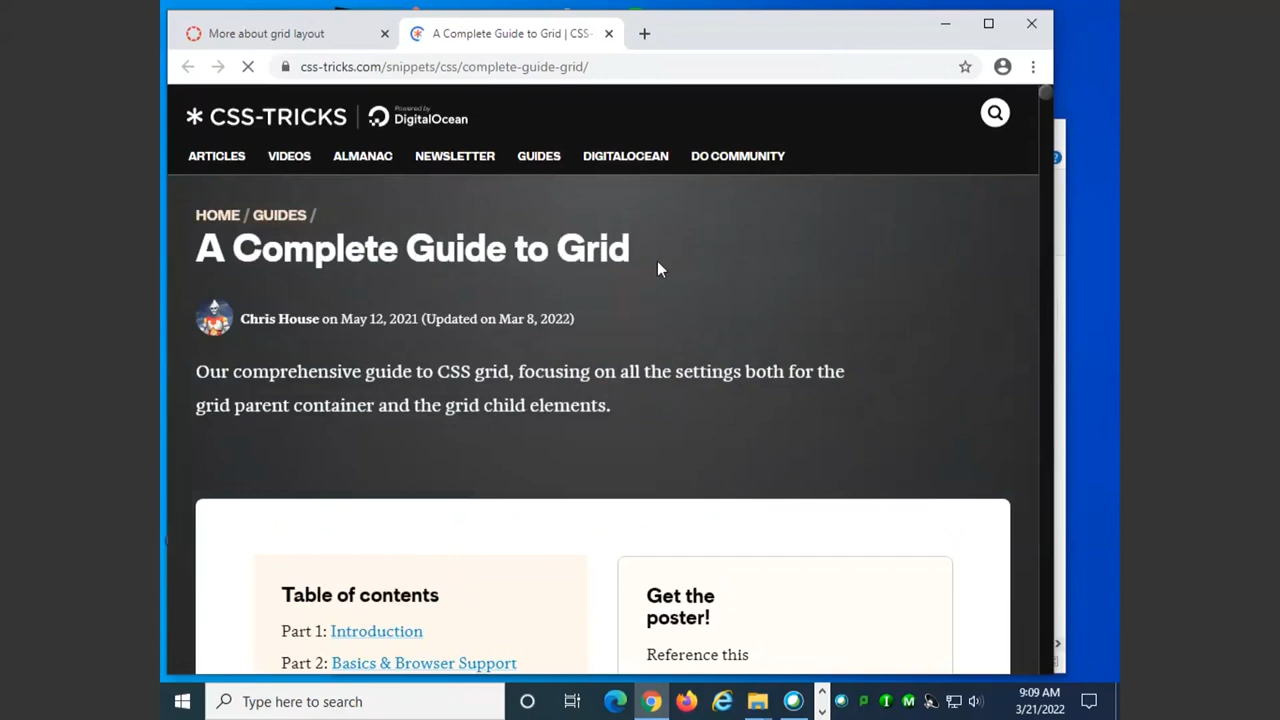 More about grid layout
A Complete Guide to Grid | CSS-
css-tricks.com/snippets/css/complete-guide-grid/
CSS-TRICKS
Powered by
DigitalOcean
ARTICLES VIDEOS ALMANAC NEWSLETTER GUIDES DIGITALOCEAN DO COMMUNITY
HOME / GUIDES /
A Complete Guide to Grid
Chris House on May 12, 2021 (Updated on Mar 8, 2022)
Our comprehensive guide to CSS grid, focusing on all the settings both for the
grid parent container and the grid child elements.
Table of contents
Part 1: Introduction
Part 2: Basics & Browser Support
Get the
poster!
Reference this
Type here to search
9:09 AM
3/21/2022